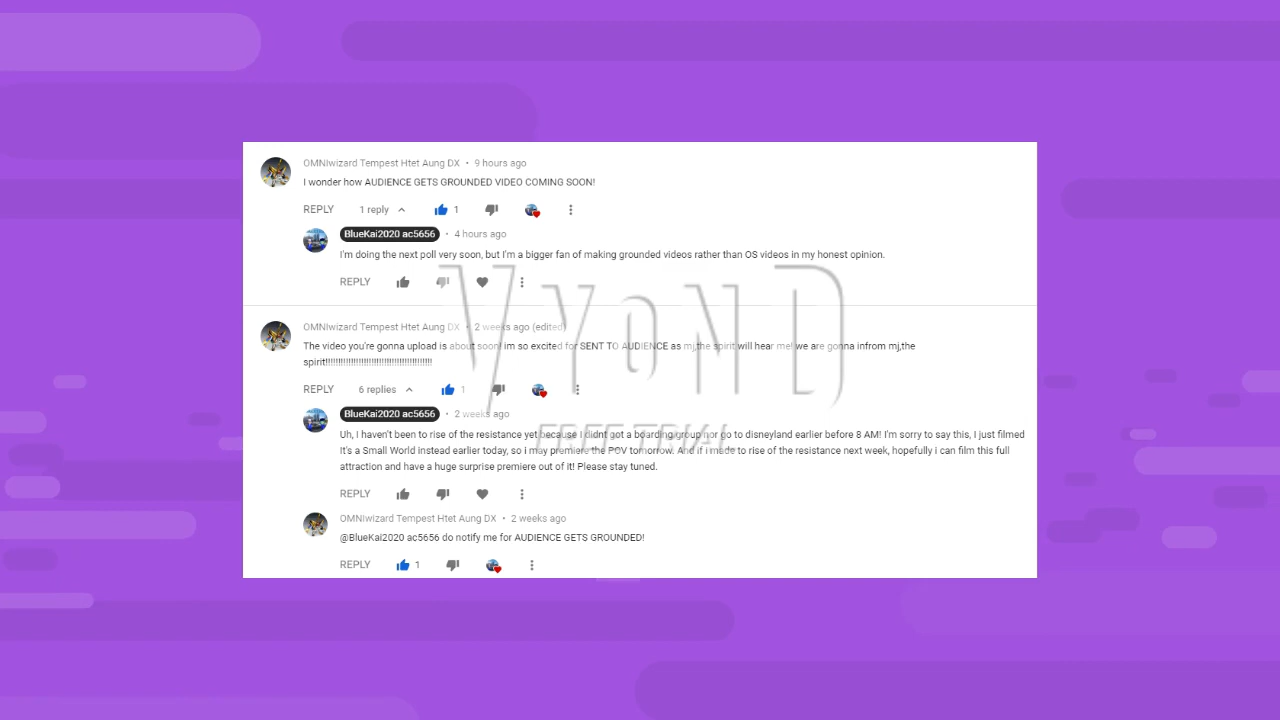 OMNIwizard Tempest Htet Aung DX • 9 hours ago
I wonder how AUDIENCE GETS GROUNDED VIDEO COMING SOON!
REPLY 1 reply 1
BlueKai2020 ac5656 • 4 hours ago
I'm doing the next poll very soon, but I'm a bigger fan of making grounded videos rather than OS videos in my honest opinion.
REPLY
VYOND
FREE TRIAL
OMNIwizard Tempest Htet Aung DX • 2 weeks ago (edited)
The video you're gonna upload is about soon! im so excited for SENT TO AUDIENCE as mj,the spirit will hear me! we are gonna infrom mj,the
spirit!!!!!!!!!!!!!!!!!!!!!!!!!!!!!!!!!!!!!!!!
REPLY 6 replies 1
BlueKai2020 ac5656 • 2 weeks ago
Uh, I haven't been to rise of the resistance yet because I didnt got a boarding group nor go to disneyland earlier before 8 AM! I'm sorry to say this, I just filmed
It's a Small World instead earlier today, so i may premiere the POV tomorrow. And if i made to rise of the resistance next week, hopefully i can film this full
attraction and have a huge surprise premiere out of it! Please stay tuned.
REPLY
OMNIwizard Tempest Htet Aung DX • 2 weeks ago
@BlueKai2020 ac5656 do notify me for AUDIENCE GETS GROUNDED!
REPLY 1